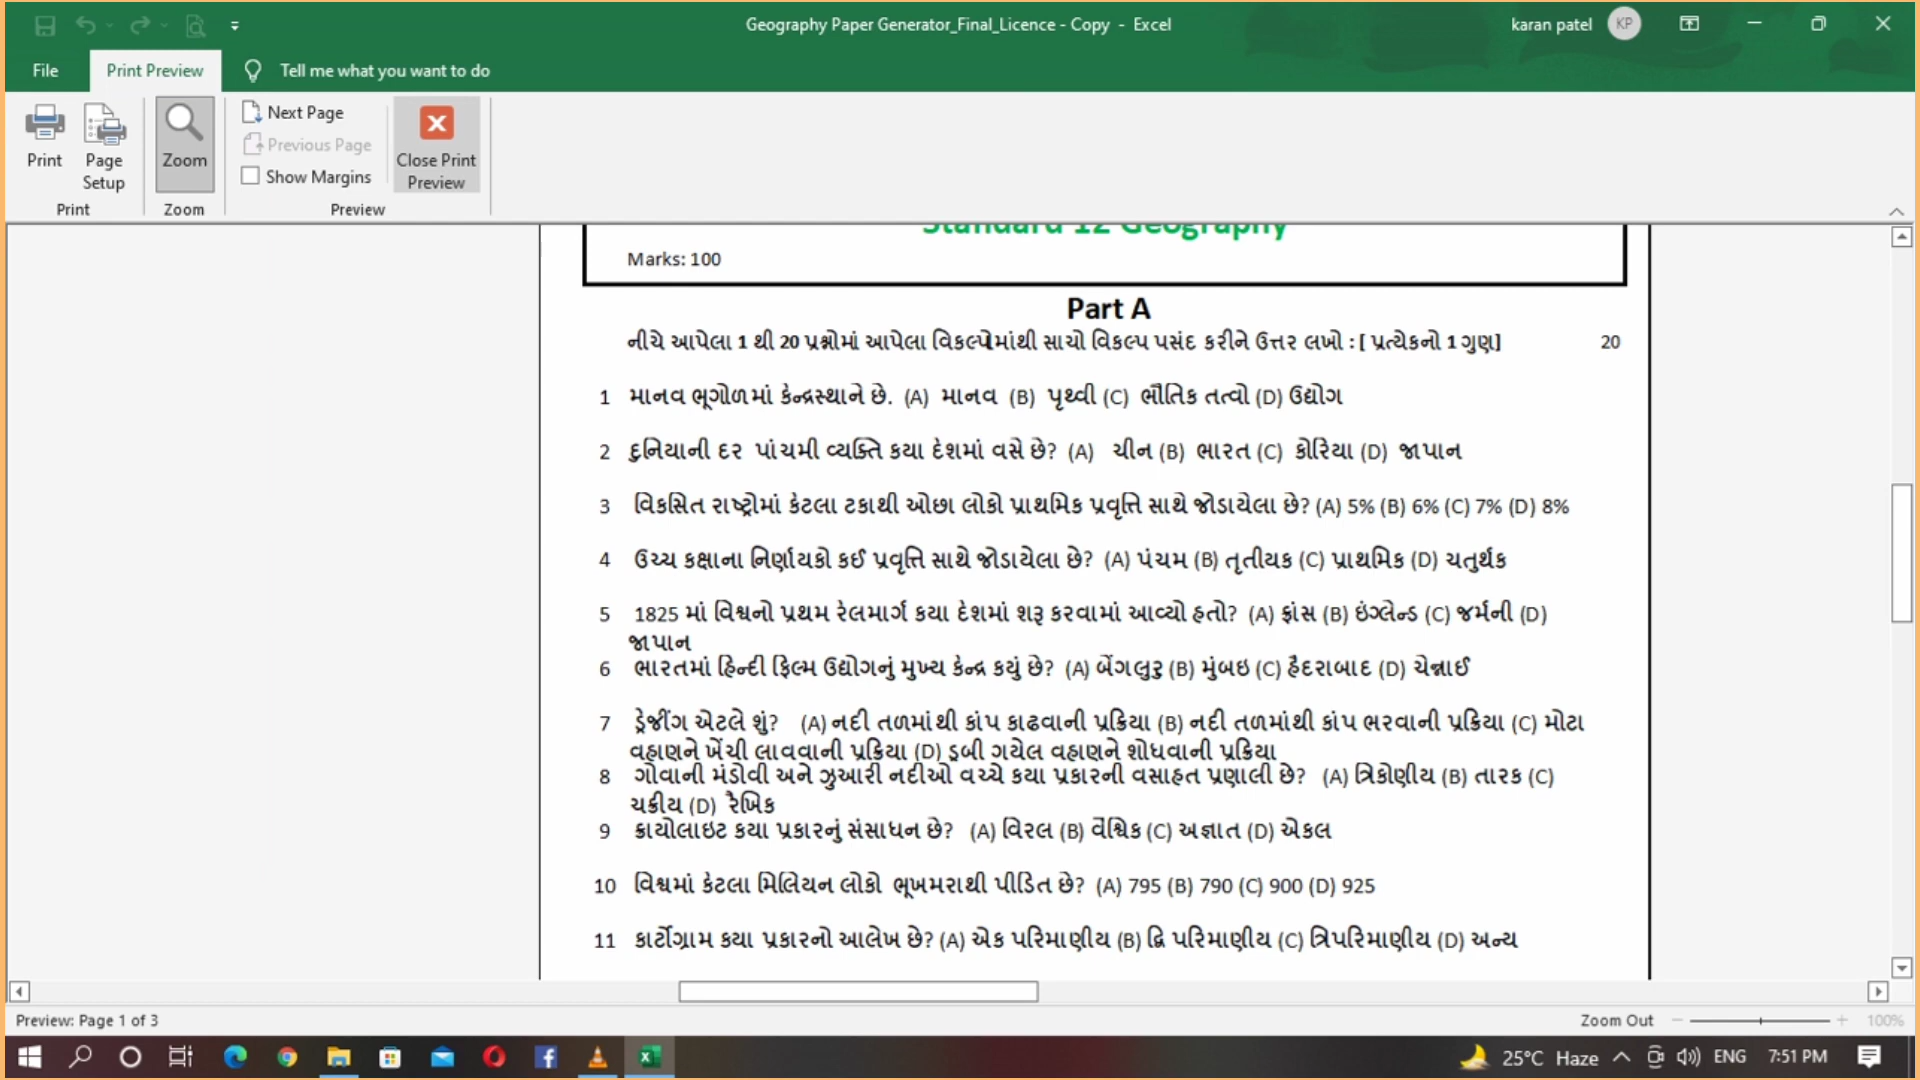 Geography Paper Generator_Final_Licence - Copy - Excel
karan patel
KP
File
Print Preview
Tell me what you want to do
Print
Page Setup
Zoom
Next Page
Previous Page
Show Margins
Close Print Preview
Print
Zoom
Preview
Standard 12 Geography
Marks: 100
Part A
નીચે આપેલા 1 થી 20 પ્રશ્નોમાં આપેલા વિકલ્પોમાંથી સાચો વિકલ્પ પસંદ કરીને ઉત્તર લખો : [ પ્રત્યેકનો 1 ગુણ] 20
1 માનવ ભૂગોળમાં કેન્દ્રસ્થાને છે. (A) માનવ (B) પૃથ્વી (C) ભૌતિક તત્વો (D) ઉદ્યોગ
2 દુનિયાની દર પાંચમી વ્યક્તિ કયા દેશમાં વસે છે? (A) ચીન (B) ભારત (C) કોરિયા (D) જાપાન
3 વિકસિત રાષ્ટ્રોમાં કેટલા ટકાથી ઓછા લોકો પ્રાથમિક પ્રવૃત્તિ સાથે જોડાયેલા છે? (A) 5% (B) 6% (C) 7% (D) 8%
4 ઉચ્ચ કક્ષાના નિર્ણાયકો કઈ પ્રવૃત્તિ સાથે જોડાયેલા છે? (A) પંચમ (B) તૃતીયક (C) પ્રાથમિક (D) ચતુર્થક
5 1825 માં વિશ્વનો પ્રથમ રેલમાર્ગ કયા દેશમાં શરૂ કરવામાં આવ્યો હતો? (A) ફ્રાંસ (B) ઇંગ્લેન્ડ (C) જર્મની (D)
જાપાન
6 ભારતમાં હિન્દી ફિલ્મ ઉદ્યોગનું મુખ્ય કેન્દ્ર કયું છે? (A) બેંગલુરુ (B) મુંબઇ (C) હૈદરાબાદ (D) ચેન્નાઈ
7 ડ્રેજીંગ એટલે શું? (A) નદી તળમાંથી કાંપ કાઢવાની પ્રક્રિયા (B) નદી તળમાંથી કાંપ ભરવાની પ્રક્રિયા (C) મોટા
વહાણને ખેંચી લાવવાની પ્રક્રિયા (D) ડૂબી ગયેલ વહાણને શોધવાની પ્રક્રિયા
8 ગોવાની મંડોવી અને ઝુઆરી નદીઓ વચ્ચે કયા પ્રકારની વસાહત પ્રણાલી છે? (A) ત્રિકોણીય (B) તારક (C)
ચક્રીય (D) રૈખિક
9 ક્રાયોલાઇટ કયા પ્રકારનું સંસાધન છે? (A) વિરલ (B) વૈશ્વિક (C) અજ્ઞાત (D) એકલ
10 વિશ્વમાં કેટલા મિલિયન લોકો ભૂખમરાથી પીડિત છે? (A) 795 (B) 790 (C) 900 (D) 925
11 કાર્ટોગ્રામ કયા પ્રકારનો આલેખ છે? (A) એક પરિમાણીય (B) દ્વિ પરિમાણીય (C) ત્રિપરિમાણીય (D) અન્ય
Preview: Page 1 of 3
Zoom Out
100%
25°C Haze
ENG
7:51 PM